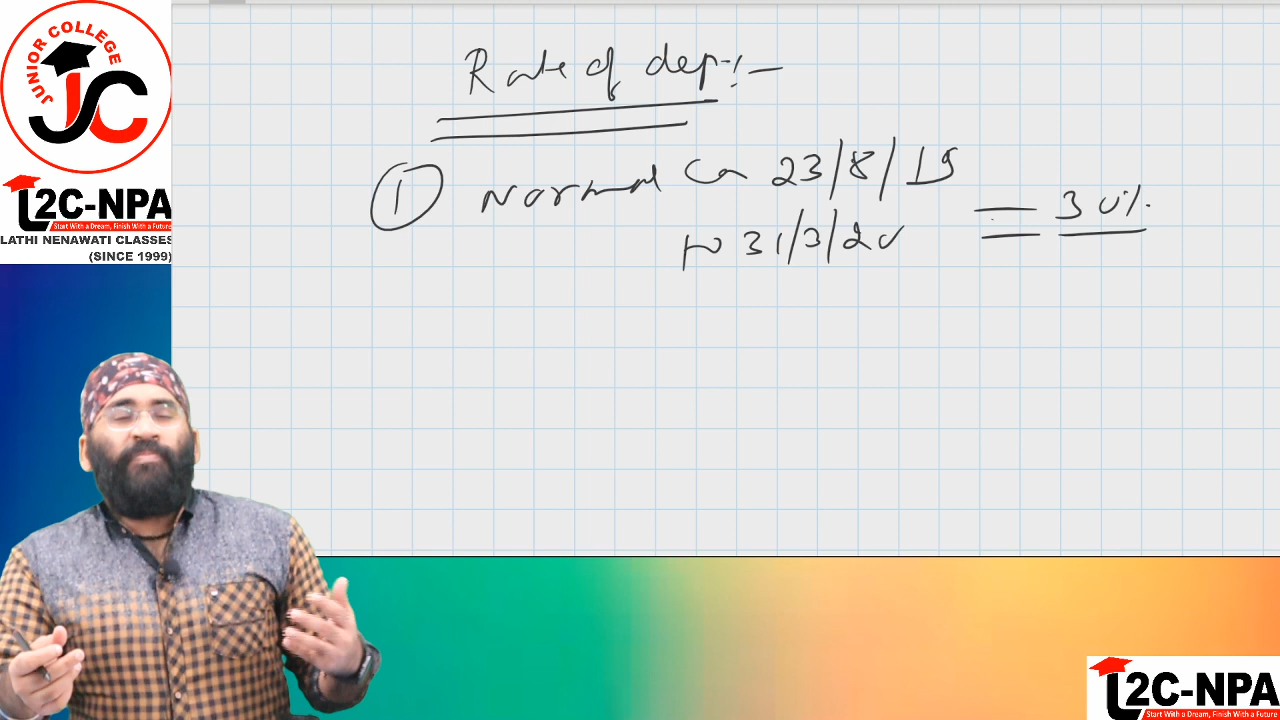 JUNIOR COLLEGE
JC
L2C-NPA
Start With a Dream, Finish With a Future
LATHI NENAWATI CLASSES
(SINCE 1999)
Rate of dep:-
① Normal Car 23/8/19
to 31/3/20 = 30%
L2C-NPA
Start With a Dream, Finish With a Future